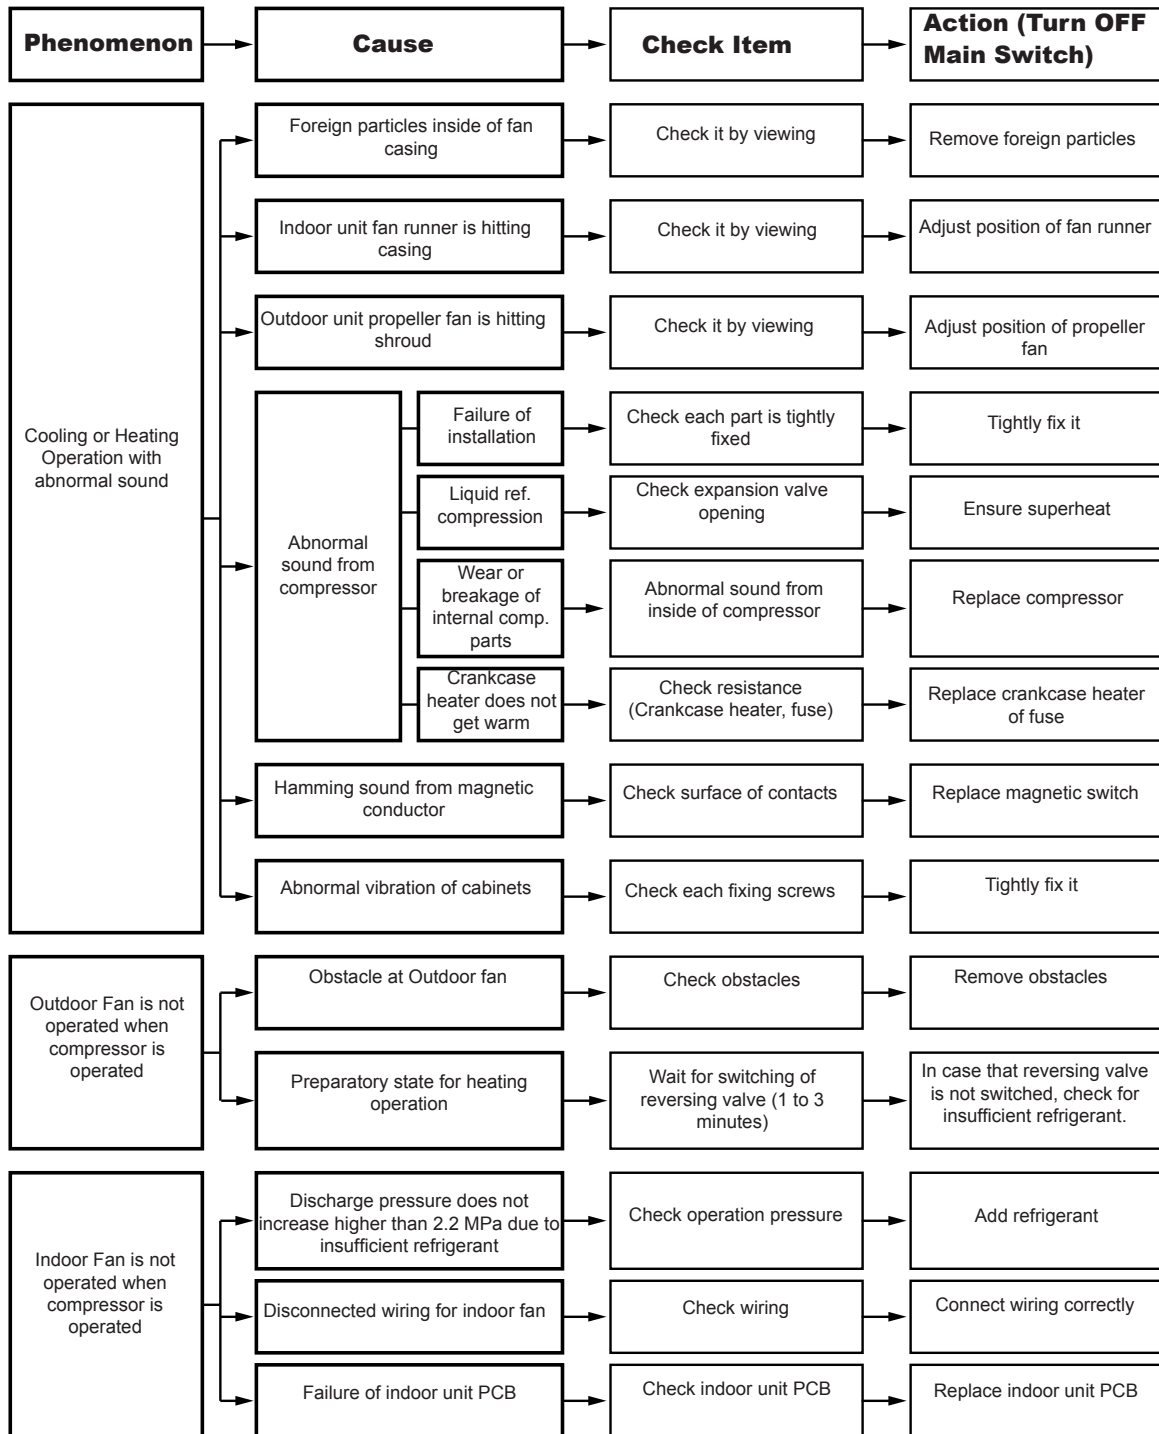 Phenomenon
Cause
Check Item
Action (Turn OFF
Main Switch)
Cooling or Heating
Operation with
abnormal sound
Foreign particles inside of fan
casing
Check it by viewing
Remove foreign particles
Indoor unit fan runner is hitting
casing
Check it by viewing
Adjust position of fan runner
Outdoor unit propeller fan is hitting
shroud
Check it by viewing
Adjust position of propeller
fan
Abnormal
sound from
compressor
Failure of
installation
Check each part is tightly
fixed
Tightly fix it
Liquid ref.
compression
Check expansion valve
opening
Ensure superheat
Wear or
breakage of
internal comp.
parts
Abnormal sound from
inside of compressor
Replace compressor
Crankcase
heater does not
get warm
Check resistance
(Crankcase heater, fuse)
Replace crankcase heater
of fuse
Hamming sound from magnetic
conductor
Check surface of contacts
Replace magnetic switch
Abnormal vibration of cabinets
Check each fixing screws
Tightly fix it
Outdoor Fan is not
operated when
compressor is
operated
Obstacle at Outdoor fan
Check obstacles
Remove obstacles
Preparatory state for heating
operation
Wait for switching of
reversing valve (1 to 3
minutes)
In case that reversing valve
is not switched, check for
insufficient refrigerant.
Indoor Fan is not
operated when
compressor is
operated
Discharge pressure does not
increase higher than 2.2 MPa due to
insufficient refrigerant
Check operation pressure
Add refrigerant
Disconnected wiring for indoor fan
Check wiring
Connect wiring correctly
Failure of indoor unit PCB
Check indoor unit PCB
Replace indoor unit PCB